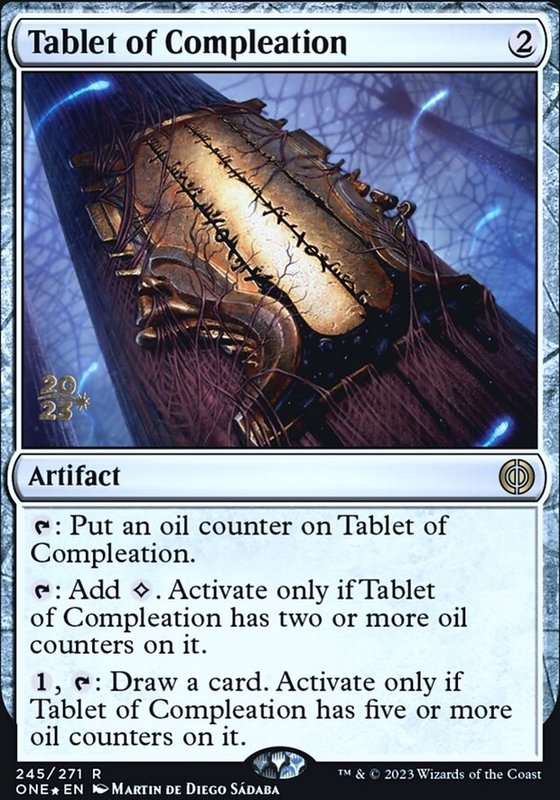 Tablet of Compleation 2
20
23
Artifact
: Put an oil counter on Tablet of
Compleation.
: Add . Activate only if Tablet
of Compleation has two or more oil
counters on it.
1, : Draw a card. Activate only if
Tablet of Compleation has five or more
oil counters on it.
245/271 R
ONE★EN Martin de Diego Sádaba
™ & © 2023 Wizards of the Coast